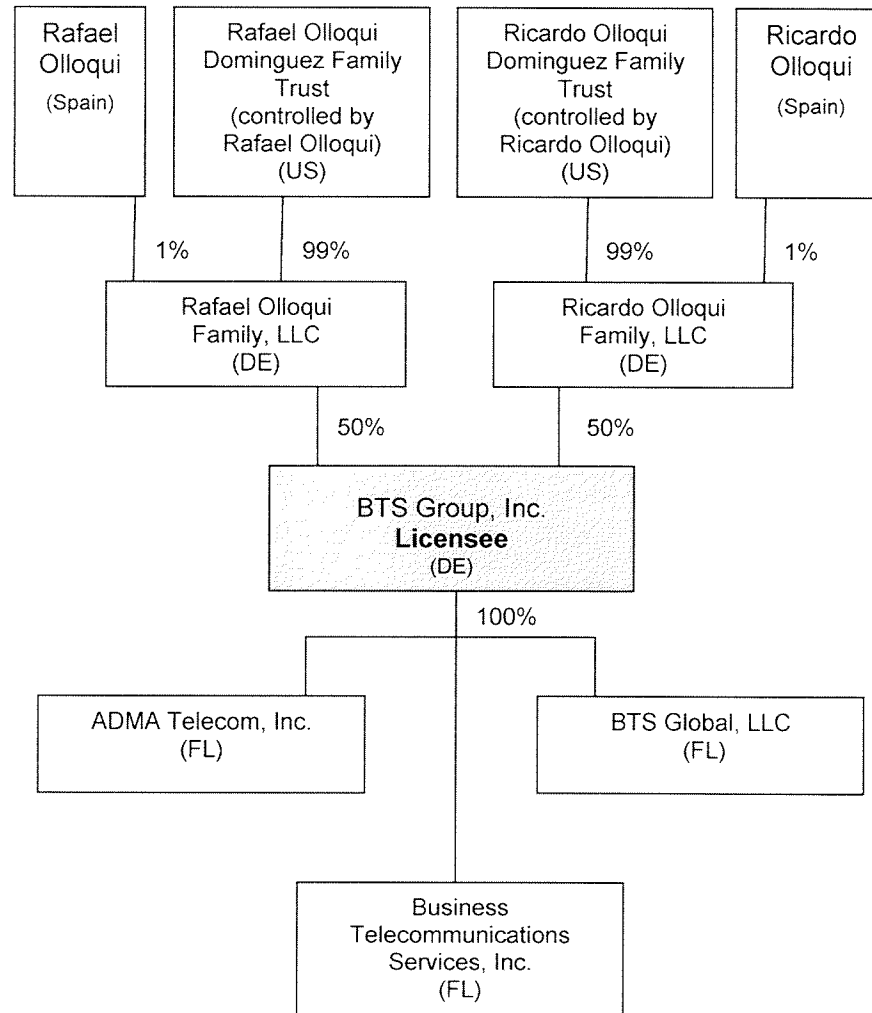 Rafael
Olloqui
(Spain)
Rafael Olloqui
Dominguez Family
Trust
(controlled by
Rafael Olloqui)
(US)
Ricardo Olloqui
Dominguez Family
Trust
(controlled by
Ricardo Olloqui)
(US)
Ricardo
Olloqui
(Spain)
1%
99%
99%
1%
Rafael Olloqui
Family, LLC
(DE)
Ricardo Olloqui
Family, LLC
(DE)
50%
50%
BTS Group, Inc.
Licensee
(DE)
100%
ADMA Telecom, Inc.
(FL)
BTS Global, LLC
(FL)
Business
Telecommunications
Services, Inc.
(FL)